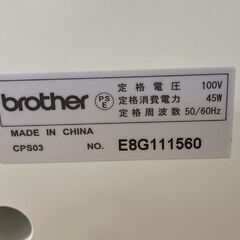 brother
PS
E
定格電圧 100V
定格消費電力 45W
定格周波数 50/60Hz
MADE IN CHINA
CPS03 NO. E8G111560